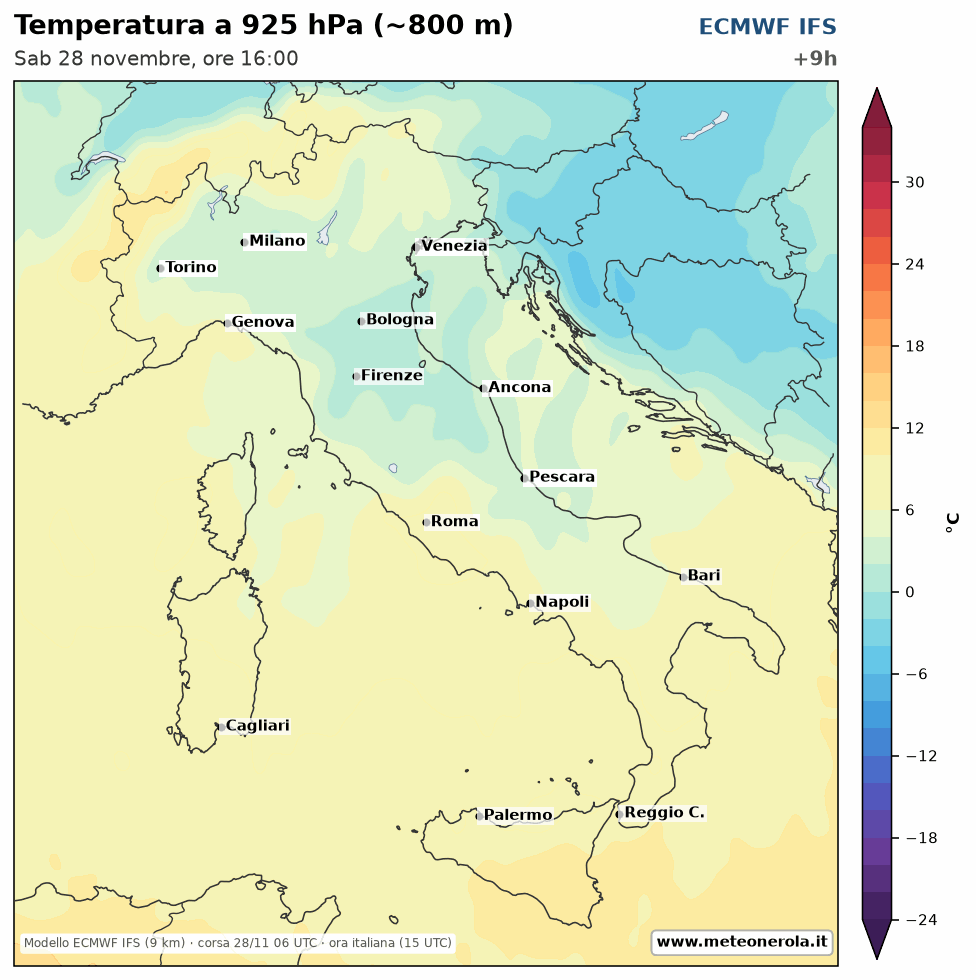 Temperatura a 925 hPa (~800 m)
ECMWF IFS
Sab 28 novembre, ore 16:00
+9h
Milano
Venezia
Torino
Genova
Bologna
Firenze
Ancona
Pescara
Roma
Bari
Napoli
Cagliari
Palermo
Reggio C.
30
24
18
12
6
0
−6
−12
−18
−24
°C
Modello ECMWF IFS (9 km) · corsa 28/11 06 UTC · ora italiana (15 UTC)
www.meteonerola.it